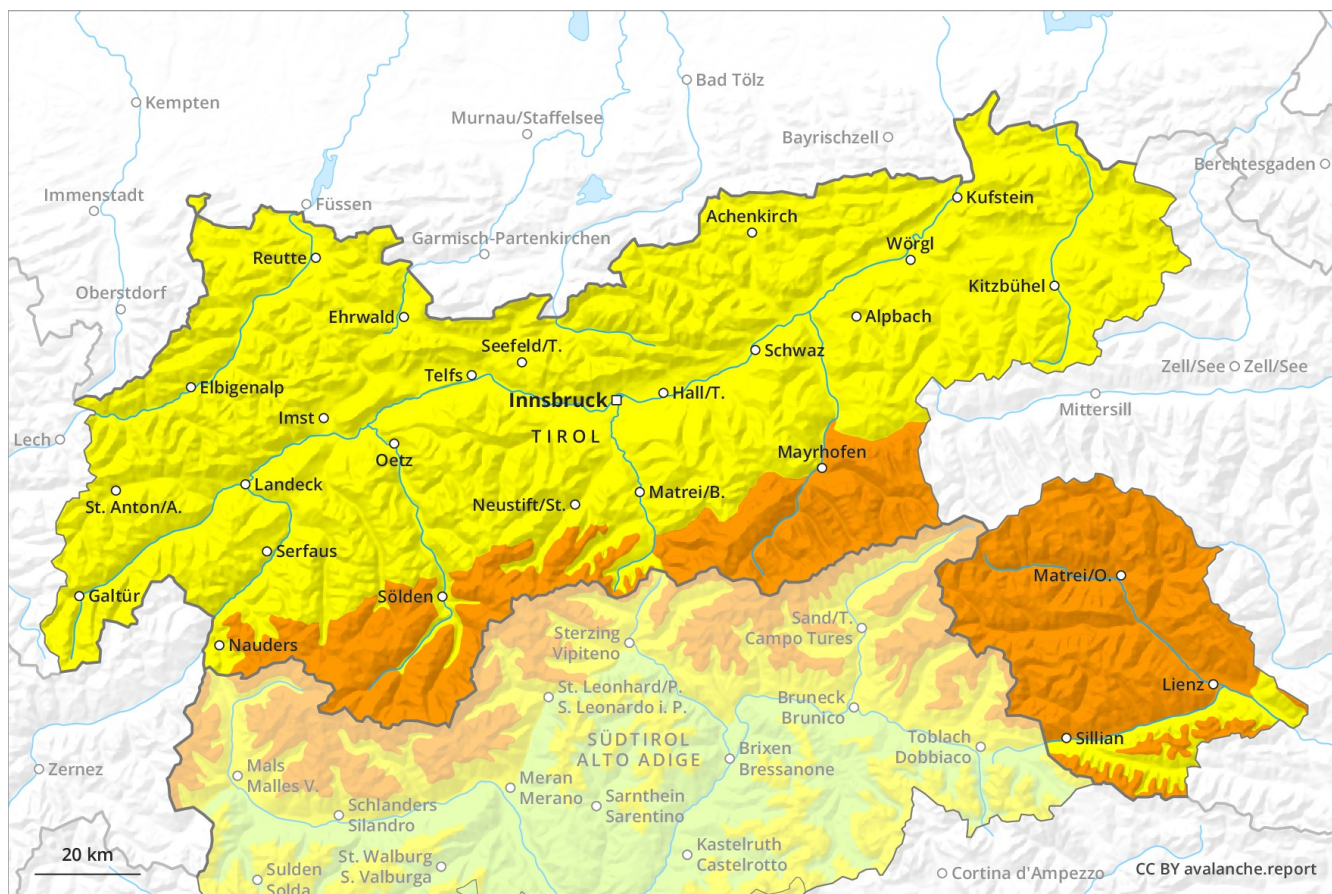 Bad Tölz
Kempten
Murnau/Staffelsee
Bayrischzell
Berchtesgaden
Immenstadt
Füssen
Kufstein
Achenkirch
Garmisch-Partenkirchen
Wörgl
Reutte
Kitzbühel
Oberstdorf
Ehrwald
Alpbach
Seefeld/T.
Schwaz
Telfs
Zell/See
Zell/See
Elbigenalp
Innsbruck
Hall/T.
Mittersill
Imst
TIROL
Lech
Oetz
Mayrhofen
Landeck
St. Anton/A.
Neustift/St.
Matrei/B.
Serfaus
Matrei/O.
Galtür
Sölden
Sand/T.
Campo Tures
Sterzing
Vipiteno
Nauders
Lienz
St. Leonhard/P.
S. Leonardo i. P.
Bruneck
Brunico
SÜDTIROL
ALTO ADIGE
Sillian
Toblach
Dobbiaco
Brixen
Bressanone
Zernez
Mals
Malles V.
Meran
Merano
Sarnthein
Sarentino
Schlanders
Silandro
Kastelruth
Castelrotto
20 km
St. Walburg
S. Valburga
Sulden
Solda
Cortina d'Ampezzo
CC BY avalanche.report